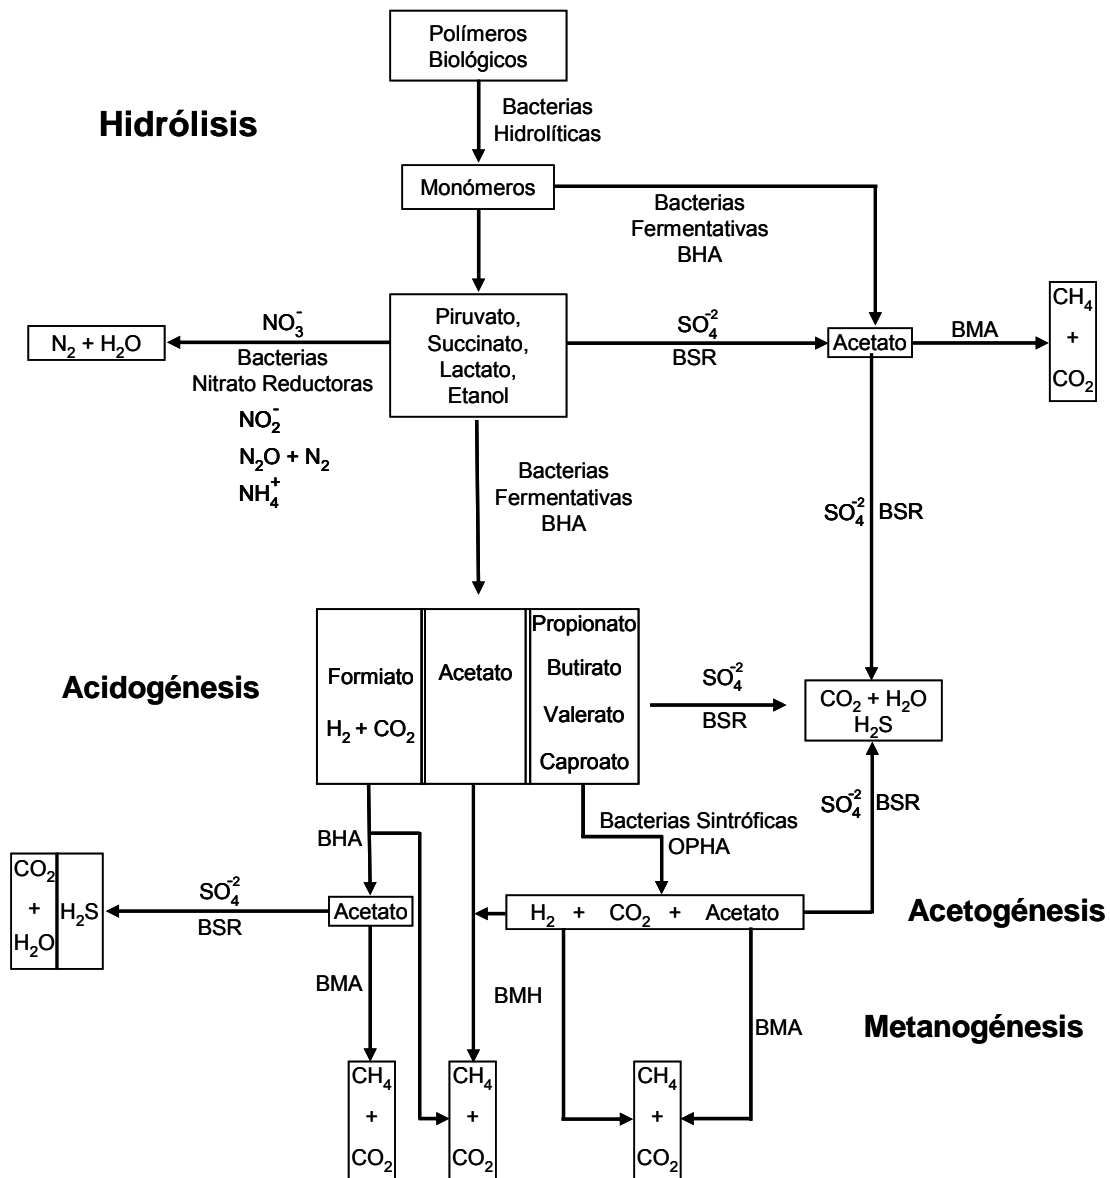 Polímeros
Biológicos
Hidrólisis
Bacterias
Hidrolíticas
Monómeros
Bacterias
Fermentativas
BHA
Piruvato,
Succinato,
Lactato,
Etanol
NO₃⁻
Bacterias
Nitrato Reductoras
NO₂⁻
N₂O + N₂
NH₄⁺
N₂ + H₂O
SO₄⁻²
BSR
Acetato
BMA
CH₄
+
CO₂
Bacterias
Fermentativas
BHA
SO₄⁻² BSR
Acidogénesis
Formiato
H₂ + CO₂
Acetato
Propionato
Butirato
Valerato
Caproato
SO₄⁻²
BSR
CO₂ + H₂O
H₂S
SO₄⁻² BSR
BHA
Bacterias Sintróficas
OPHA
CO₂
+
H₂O
H₂S
SO₄⁻²
BSR
Acetato
H₂ + CO₂ + Acetato
Acetogénesis
BMA
BMH
BMA
Metanogénesis
CH₄
+
CO₂
CH₄
+
CO₂
CH₄
+
CO₂